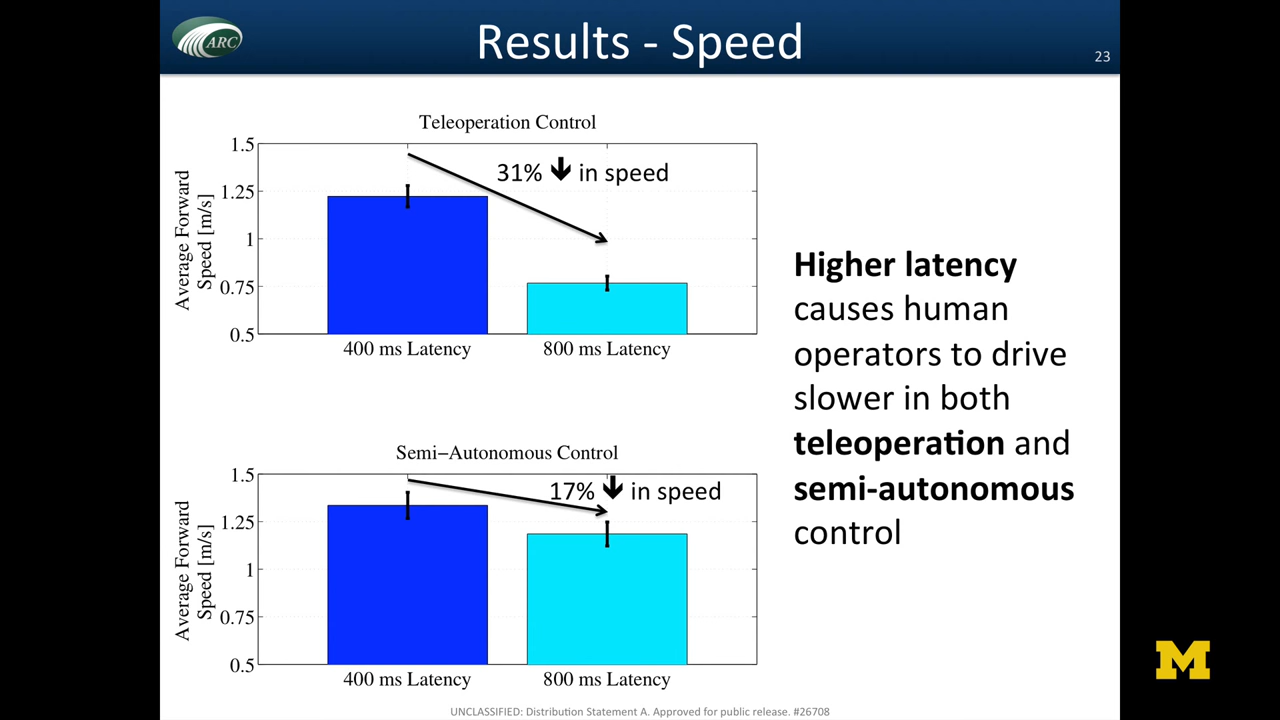 ARC
Results - Speed
23
Teleoperation Control
1.5
1.25
1
0.75
0.5
Average Forward
Speed [m/s]
31% 🡻 in speed
400 ms Latency
800 ms Latency
Semi−Autonomous Control
1.5
1.25
1
0.75
0.5
Average Forward
Speed [m/s]
17% 🡻 in speed
400 ms Latency
800 ms Latency
Higher latency
causes human
operators to drive
slower in both
teleoperation and
semi-autonomous
control
M
UNCLASSIFIED: Distribution Statement A. Approved for public release. #26708